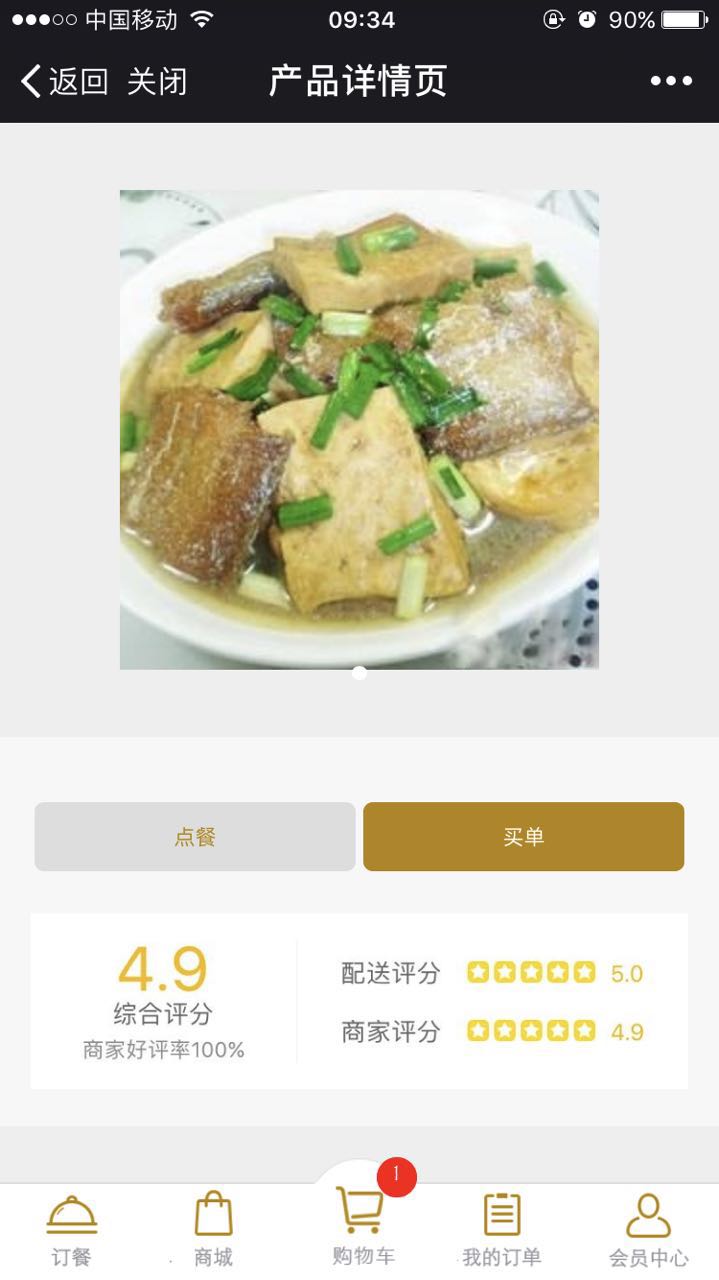 中国移动 09:34 90%
返回 关闭 产品详情页
点餐 买单
4.9
综合评分
商家好评率100%
配送评分 5.0
商家评分 4.9
1
订餐 商城 购物车 我的订单 会员中心